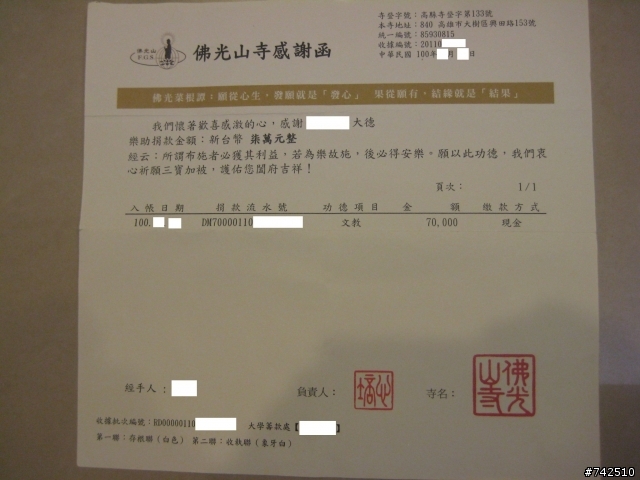 寺登字號：高縣寺登字第133號
本寺地址：840 高雄市大樹區興田路153號
統一編號：85930815
收據編號：20110
中華民國 100年 月 日
佛光山
F.G.S.
佛光山寺感謝函
佛光菜根譚：願從心生，發願就是「發心」 果從願有，結緣就是「結果」
我們懷著歡喜感激的心，感謝 大德
樂助捐款金額：新台幣 柒萬元整
經云：所謂布施者必獲其利益，若為樂故施，後必得安樂。願以此功德，我們衷
心祈願三寶加被，護佑您闔府吉祥！
頁次： 1/1
入帳日期 捐款流水號 功德項目 金額 繳款方式
100. DM70000110 文教 70,000 現金
經手人： 負責人： 寺名：
佛光山寺
收據批次編號：RD00000110 大學籌款處【 】
第一聯：存根聯（白色） 第二聯：收執聯（象牙白）
#742510